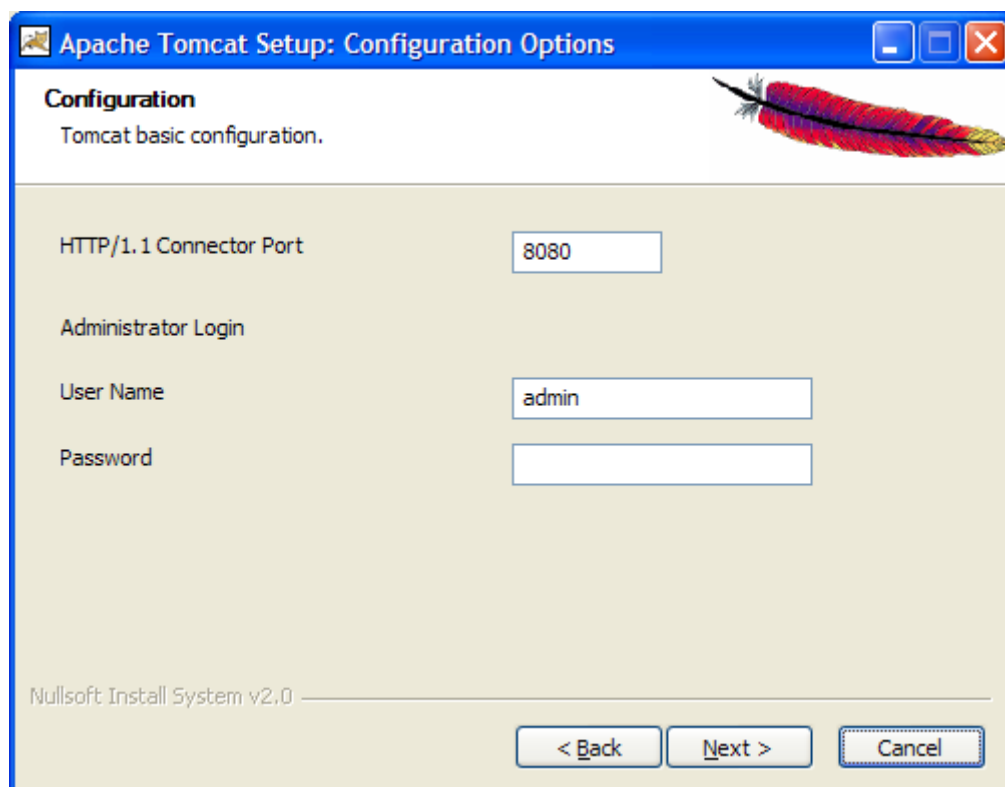 Apache Tomcat Setup: Configuration Options
Configuration
Tomcat basic configuration.
HTTP/1.1 Connector Port 8080
Administrator Login
User Name admin
Password
Nullsoft Install System v2.0
< Back Next > Cancel